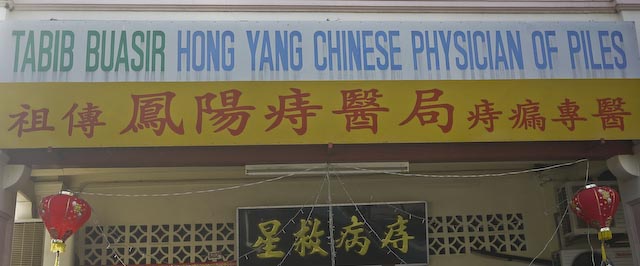 TABIB BUASIR HONG YANG CHINESE PHYSICIAN OF PILES
祖傳 鳳陽痔醫局 痔瘺專醫
星救病痔